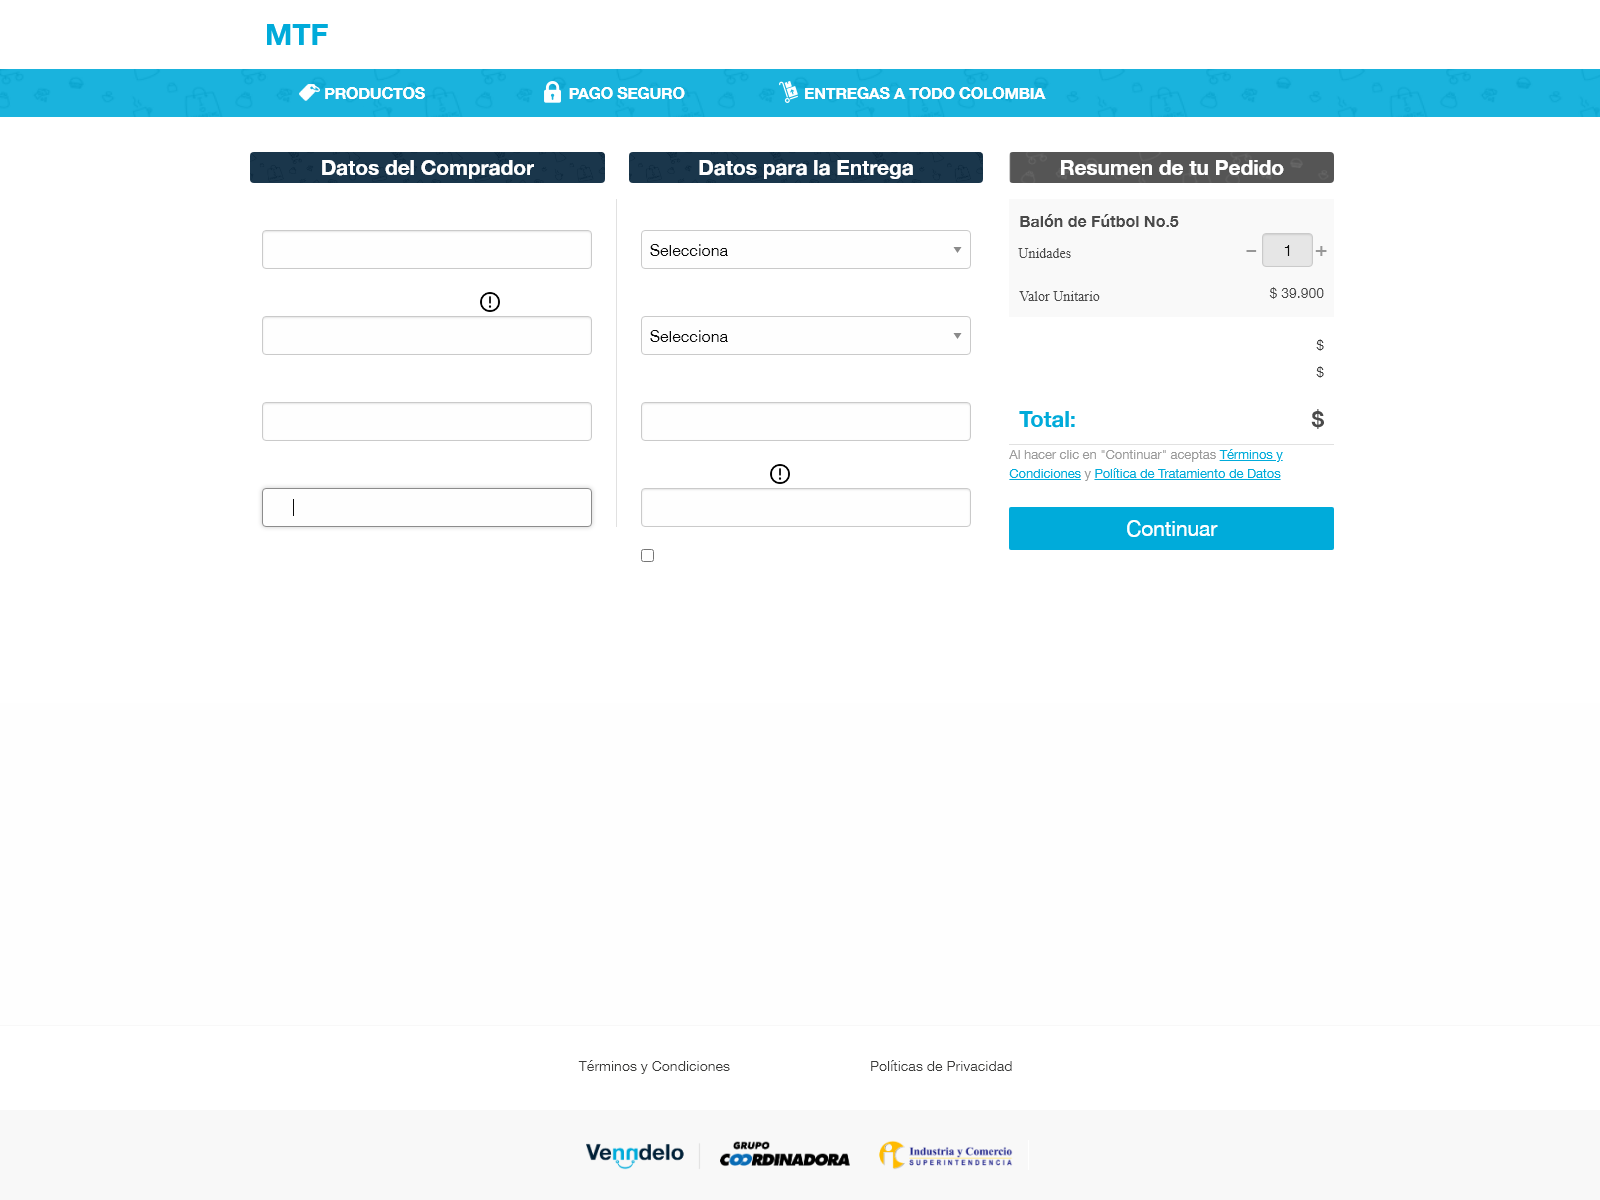 MTF
PRODUCTOS
PAGO SEGURO
ENTREGAS A TODO COLOMBIA
Datos del Comprador
Datos para la Entrega
Selecciona
Selecciona
Resumen de tu Pedido
Balón de Fútbol No.5
Unidades
− 1 +
Valor Unitario
$ 39.900
$
$
Total:
$
Al hacer clic en "Continuar" aceptas Términos y
Condiciones y Política de Tratamiento de Datos
Continuar
Términos y Condiciones
Políticas de Privacidad
Venndelo
GRUPO
COORDINADORA
Industria y Comercio
SUPERINTENDENCIA